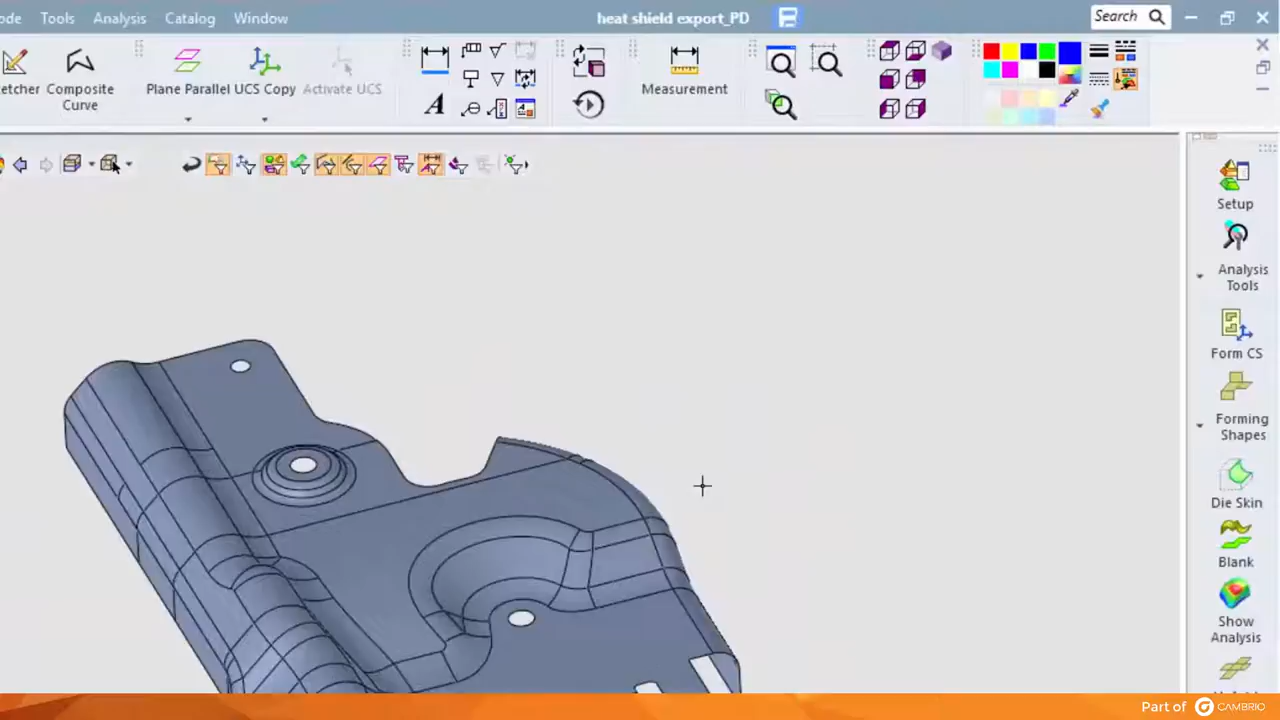 ode Tools Analysis Catalog Window heat shield export_PD Search
etcher Composite Curve Plane Parallel UCS Copy Activate UCS A Measurement
Setup
Analysis
Tools
Form CS
Forming
Shapes
Die Skin
Blank
Show
Analysis
Part of CAMBRIO